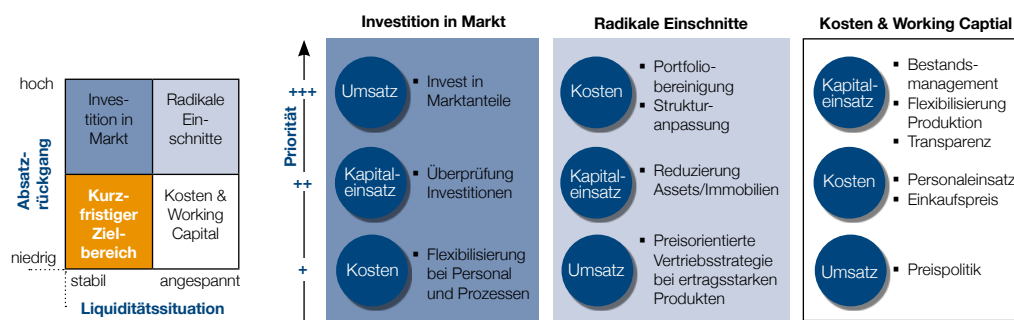 hoch
Absatz-
rückgang
niedrig
Inves-
tition in
Markt
Radikale
Ein-
schnitte
Kurz-
fristiger
Ziel-
bereich
Kosten &
Working
Capital
stabil
angespannt
Liquiditätssituation
Priorität
+++
++
+
Investition in Markt
Umsatz
▪ Invest in
Marktanteile
Kapital-
einsatz
▪ Überprüfung
Investitionen
Kosten
▪ Flexibilisierung
bei Personal
und Prozessen
Radikale Einschnitte
Kosten
▪ Portfolio-
bereinigung
▪ Struktur-
anpassung
Kapital-
einsatz
▪ Reduzierung
Assets/Immobilien
Umsatz
▪ Preisorientierte
Vertriebsstrategie
bei ertragsstarken
Produkten
Kosten & Working Captial
Kapital-
einsatz
▪ Bestands-
management
▪ Flexibilisierung
Produktion
▪ Transparenz
Kosten
▪ Personaleinsatz
▪ Einkaufspreis
Umsatz
▪ Preispolitik